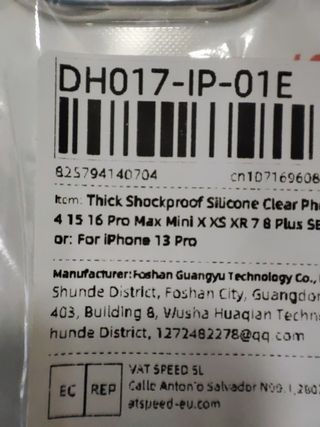 DH017-IP-01E
825794140704 cn107169608
Item: Thick Shockproof Silicone Clear Pho
4 15 16 Pro Max Mini X XS XR 7 8 Plus SE
or: For iPhone 13 Pro
Manufacturer:Foshan Guangyu Technology Co.,
Shunde District, Foshan City, Guangdon
403, Building 8, Wusha Huaqian Techn
hunde District, 1272482278@qq com
EC REP
VAT SPEED SL
Calle Antonio Salvador
atspeed-eu.com